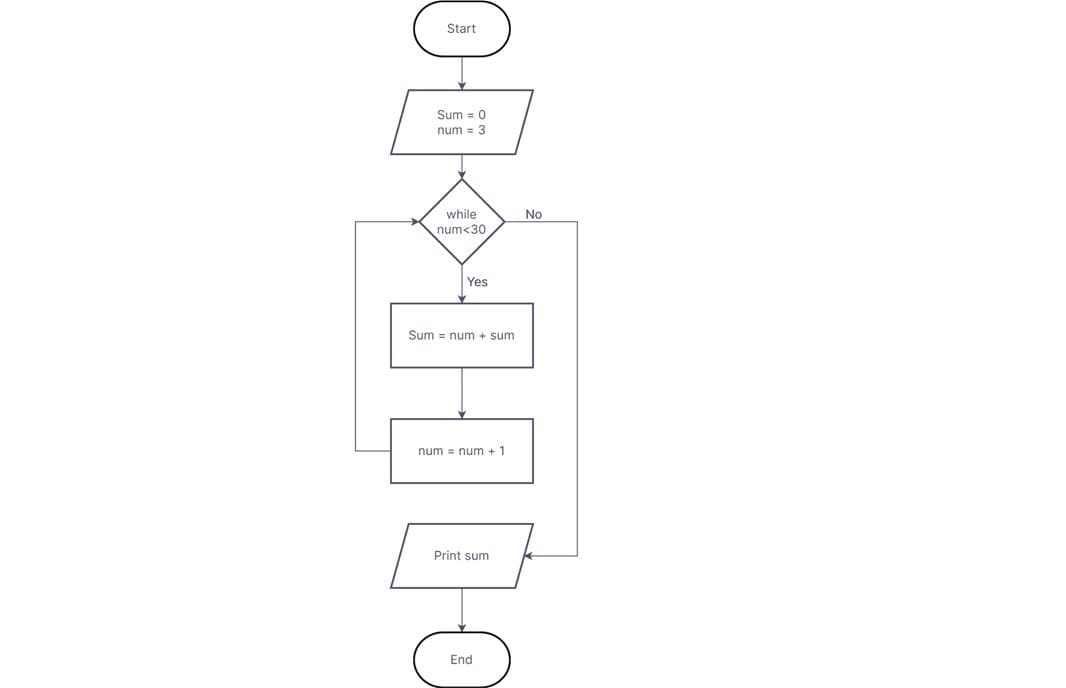 Start
Sum = 0
num = 3
while
num<30
No
Yes
Sum = num + sum
num = num + 1
Print sum
End